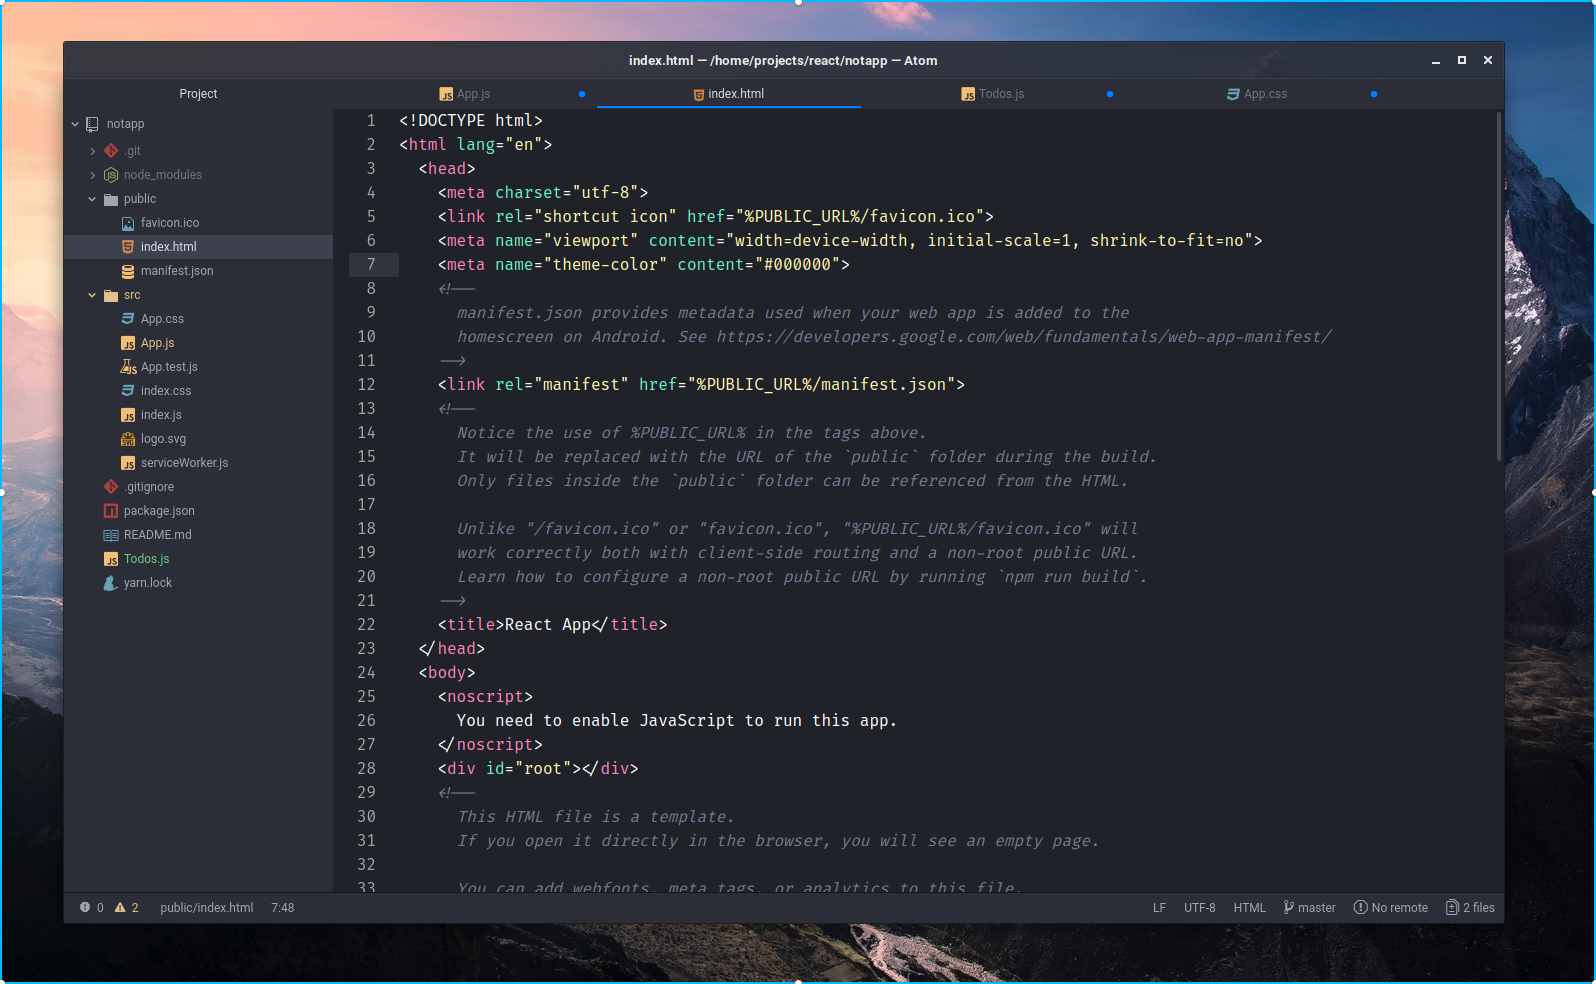 index.html — /home/projects/react/notapp — Atom
Project
App.js
index.html
Todos.js
App.css
notapp
.git
node_modules
public
favicon.ico
index.html
manifest.json
src
App.css
App.js
App.test.js
index.css
index.js
logo.svg
serviceWorker.js
.gitignore
package.json
README.md
Todos.js
yarn.lock
1 <!DOCTYPE html>
2 <html lang="en">
3 <head>
4 <meta charset="utf-8">
5 <link rel="shortcut icon" href="%PUBLIC_URL%/favicon.ico">
6 <meta name="viewport" content="width=device-width, initial-scale=1, shrink-to-fit=no">
7 <meta name="theme-color" content="#000000">
8 <!--
9 manifest.json provides metadata used when your web app is added to the
10 homescreen on Android. See https://developers.google.com/web/fundamentals/web-app-manifest/
11 -->
12 <link rel="manifest" href="%PUBLIC_URL%/manifest.json">
13 <!--
14 Notice the use of %PUBLIC_URL% in the tags above.
15 It will be replaced with the URL of the `public` folder during the build.
16 Only files inside the `public` folder can be referenced from the HTML.
17
18 Unlike "/favicon.ico" or "favicon.ico", "%PUBLIC_URL%/favicon.ico" will
19 work correctly both with client-side routing and a non-root public URL.
20 Learn how to configure a non-root public URL by running `npm run build`.
21 -->
22 <title>React App</title>
23 </head>
24 <body>
25 <noscript>
26 You need to enable JavaScript to run this app.
27 </noscript>
28 <div id="root"></div>
29 <!--
30 This HTML file is a template.
31 If you open it directly in the browser, you will see an empty page.
32
33 You can add webfonts, meta tags, or analytics to this file.
0 2 public/index.html 7:48
LF UTF-8 HTML master No remote 2 files